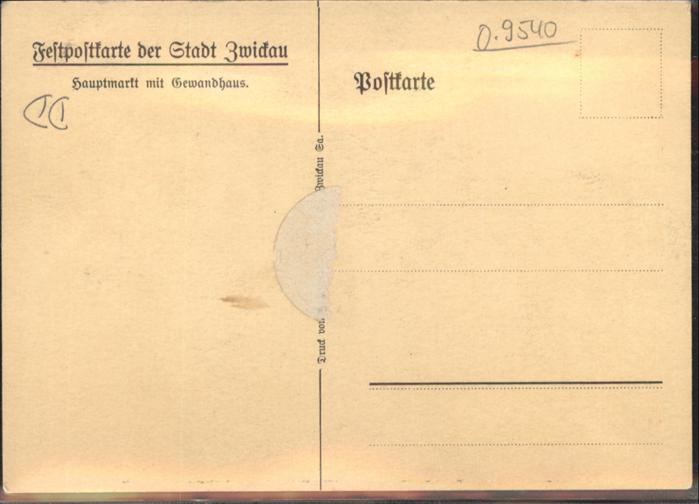 Festpostkarte der Stadt Zwickau
Hauptmarkt mit Gewandhaus.
O.9540
Postkarte
Druck von
Zwickau Sa.